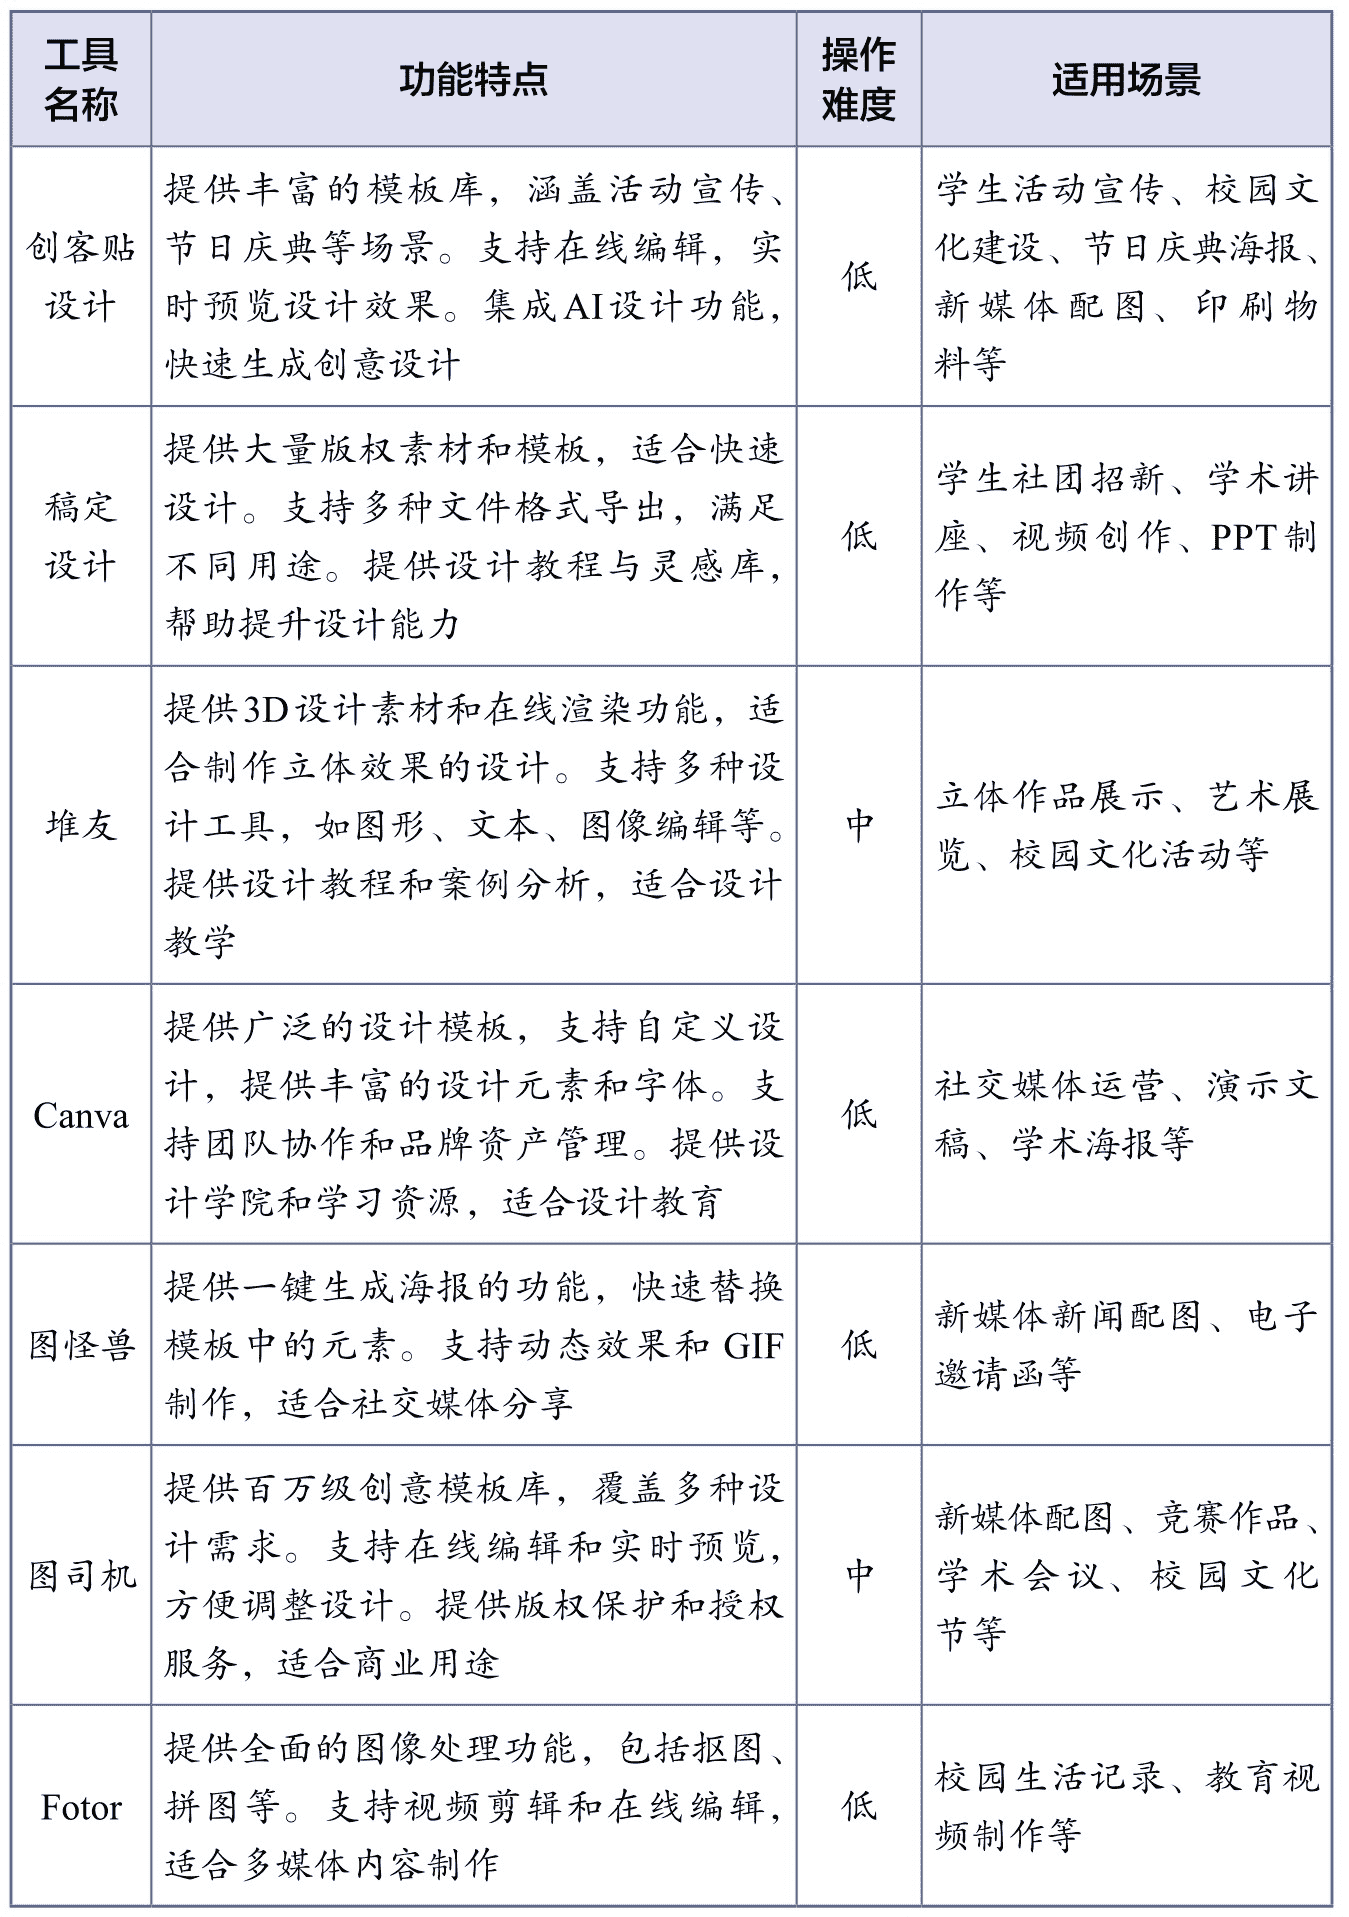 工具
名称
功能特点
操作
难度
适用场景
创客贴
设计
提供丰富的模板库，涵盖活动宣传、
节日庆典等场景。支持在线编辑，实
时预览设计效果。集成AI设计功能，
快速生成创意设计
低
学生活动宣传、校园文
化建设、节日庆典海报、
新媒体配图、印刷物
料等
稿定
设计
提供大量版权素材和模板，适合快速
设计。支持多种文件格式导出，满足
不同用途。提供设计教程与灵感库，
帮助提升设计能力
低
学生社团招新、学术讲
座、视频创作、PPT制
作等
堆友
提供3D设计素材和在线渲染功能，适
合制作立体效果的设计。支持多种设
计工具，如图形、文本、图像编辑等。
提供设计教程和案例分析，适合设计
教学
中
立体作品展示、艺术展
览、校园文化活动等
Canva
提供广泛的设计模板，支持自定义设
计，提供丰富的设计元素和字体。支
持团队协作和品牌资产管理。提供设
计学院和学习资源，适合设计教育
低
社交媒体运营、演示文
稿、学术海报等
图怪兽
提供一键生成海报的功能，快速替换
模板中的元素。支持动态效果和 GIF
制作，适合社交媒体分享
低
新媒体新闻配图、电子
邀请函等
图司机
提供百万级创意模板库，覆盖多种设
计需求。支持在线编辑和实时预览，
方便调整设计。提供版权保护和授权
服务，适合商业用途
中
新媒体配图、竞赛作品、
学术会议、校园文化
节等
Fotor
提供全面的图像处理功能，包括抠图、
拼图等。支持视频剪辑和在线编辑，
适合多媒体内容制作
低
校园生活记录、教育视
频制作等